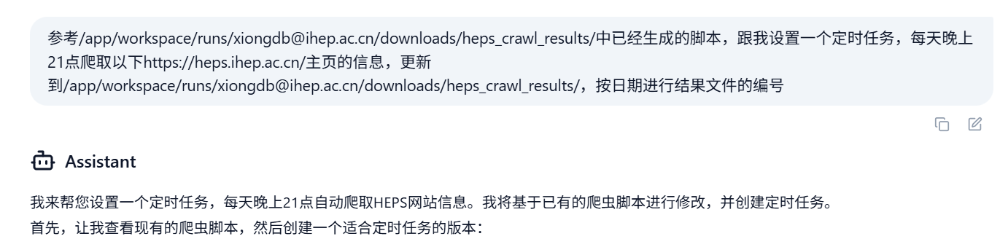 参考/app/workspace/runs/xiongdb@ihep.ac.cn/downloads/heps_crawl_results/中已经生成的脚本，跟我设置一个定时任务，每天晚上
21点爬取以下https://heps.ihep.ac.cn/主页的信息，更新
到/app/workspace/runs/xiongdb@ihep.ac.cn/downloads/heps_crawl_results/，按日期进行结果文件的编号
Assistant
我来帮您设置一个定时任务，每天晚上21点自动爬取HEPS网站信息。我将基于已有的爬虫脚本进行修改，并创建定时任务。
首先，让我查看现有的爬虫脚本，然后创建一个适合定时任务的版本：